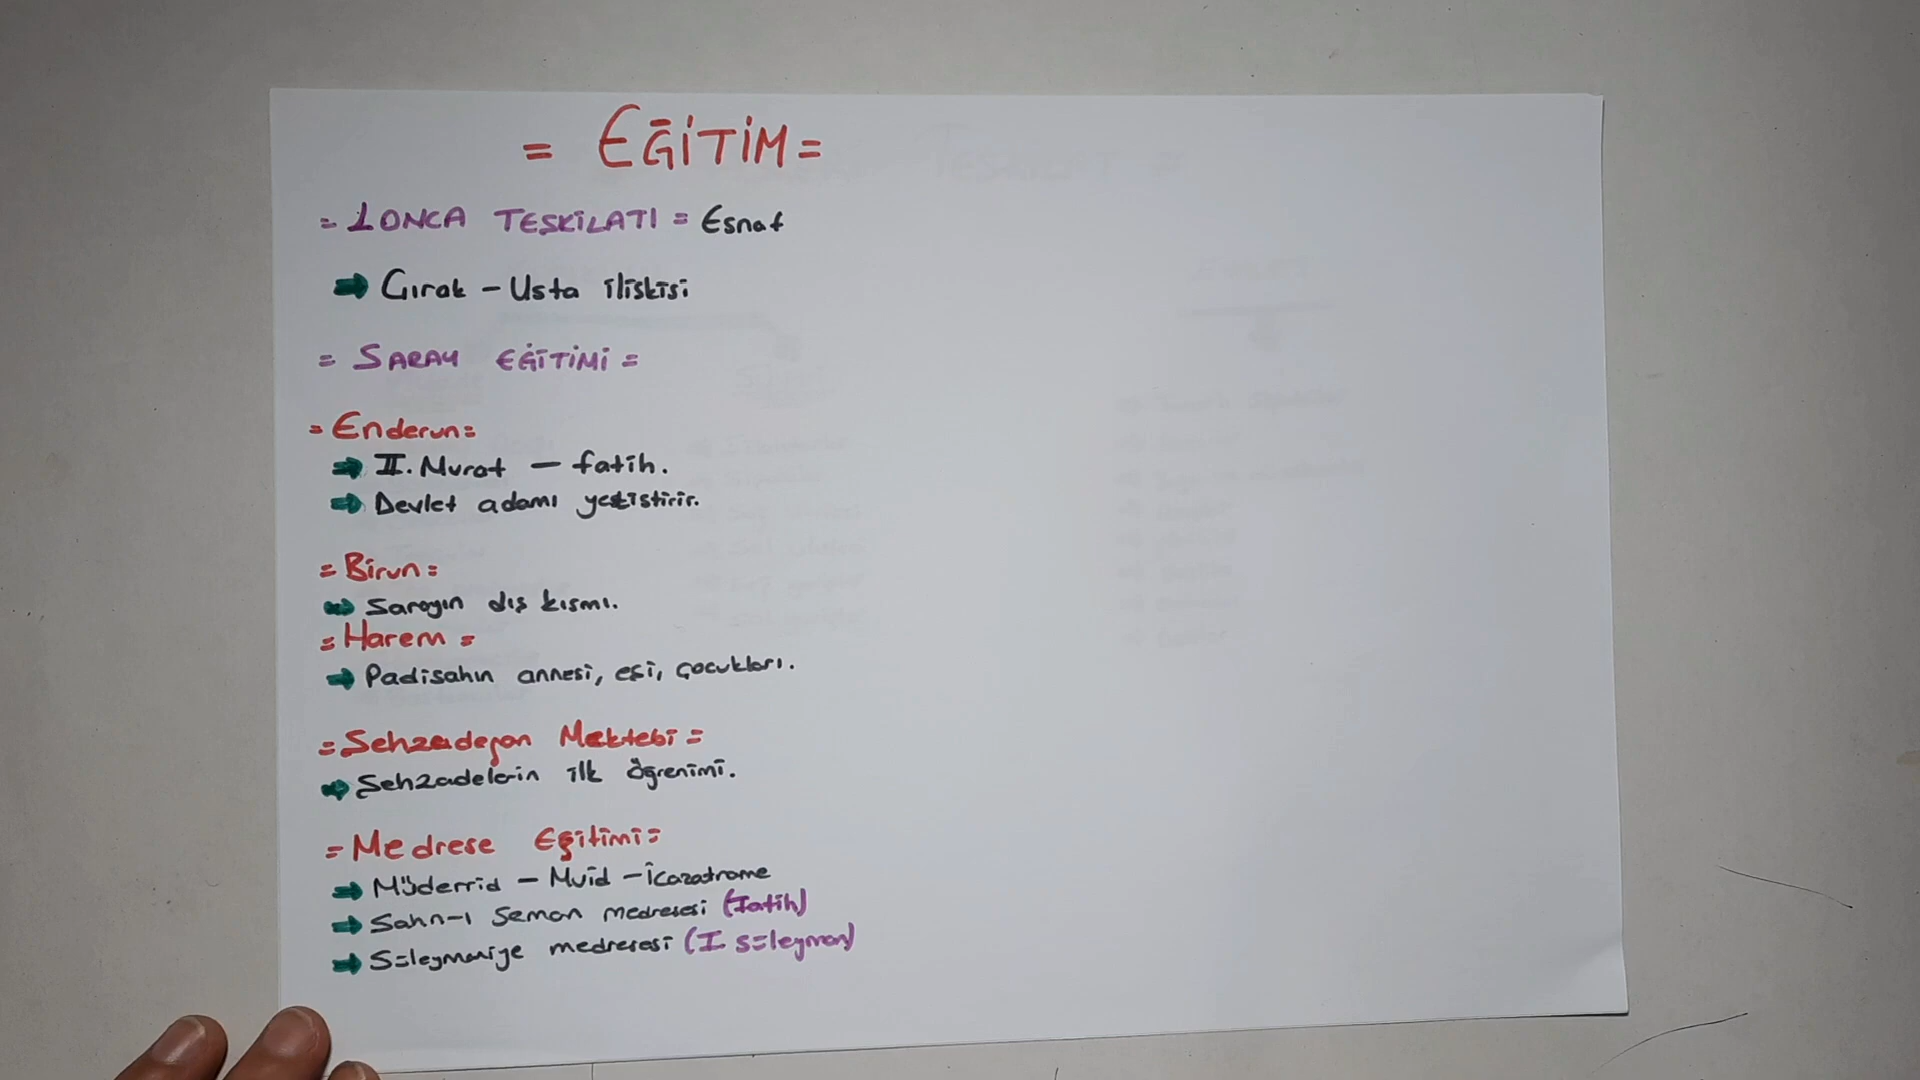 = EĞİTİM =
= LONCA TEŞKİLATI = Esnaf
Çırak - Usta ilişkisi
= SARAY EĞİTİMİ =
= Enderun =
II. Murat - fatih.
Devlet adamı yetiştirir.
= Birun =
Sarayın dış kısmı.
= Harem =
Padişahın annesi, eşi, çocukları.
= Şehzadegan Mektebi =
Şehzadelerin ilk öğrenimi.
= Medrese Eğitimi =
Müderrid - Muid - İcazatname
Sahn-ı Seman medresesi (Fatih)
Süleymaniye medresesi (I. Süleyman)